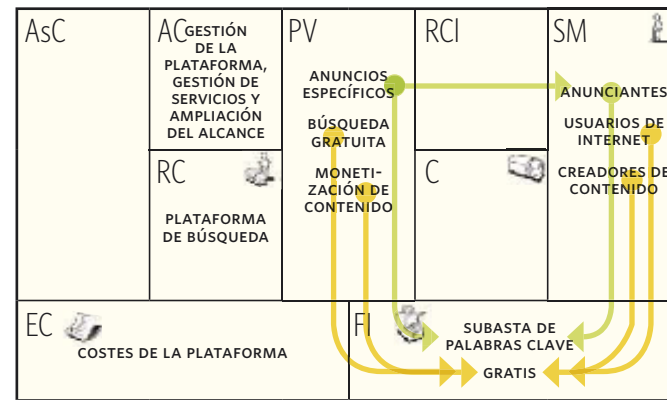 AsC
AC
GESTIÓN
DE LA
PLATAFORMA,
GESTIÓN DE
SERVICIOS Y
AMPLIACIÓN
DEL ALCANCE
PV
ANUNCIOS
ESPECÍFICOS
BÚSQUEDA
GRATUITA
MONETI-
ZACIÓN DE
CONTENIDO
RCl
SM
ANUNCIANTES
USUARIOS DE
INTERNET
CREADORES DE
CONTENIDO
RC
PLATAFORMA
DE BÚSQUEDA
C
EC
COSTES DE LA PLATAFORMA
FI
SUBASTA DE
PALABRAS CLAVE
GRATIS